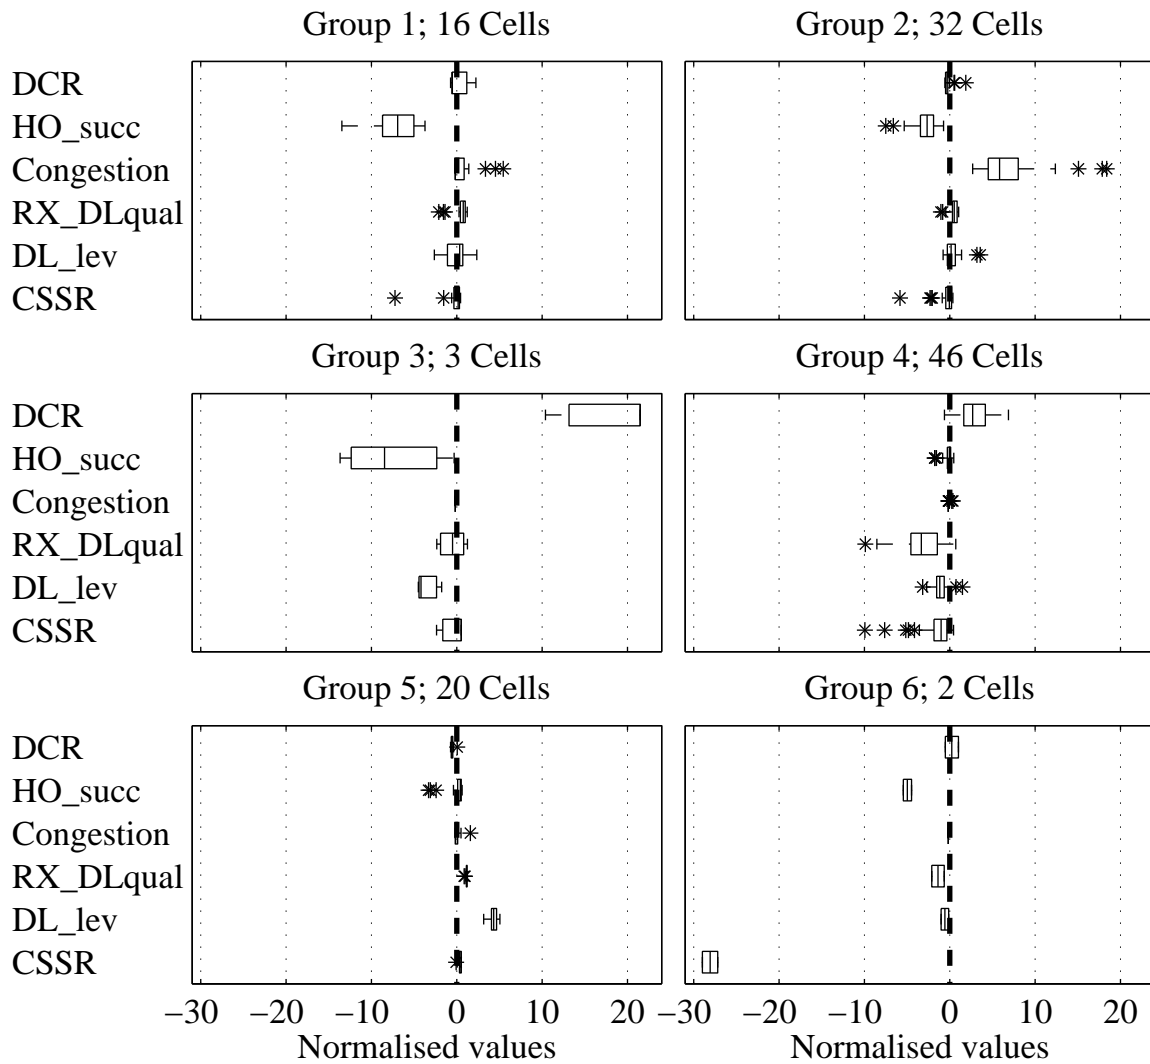 Group 1; 16 Cells
Group 2; 32 Cells
DCR
HO_succ
Congestion
RX_DLqual
DL_lev
CSSR
Group 3; 3 Cells
Group 4; 46 Cells
DCR
HO_succ
Congestion
RX_DLqual
DL_lev
CSSR
Group 5; 20 Cells
Group 6; 2 Cells
DCR
HO_succ
Congestion
RX_DLqual
DL_lev
CSSR
−30 −20 −10 0 10 20
−30 −20 −10 0 10 20
Normalised values
Normalised values